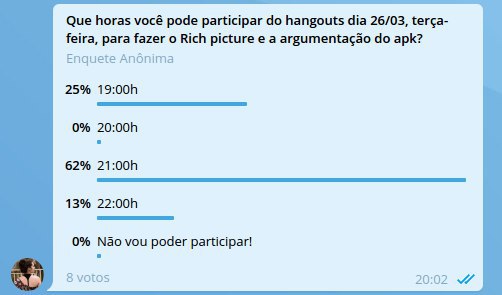 Que horas você pode participar do hangouts dia 26/03, terça-
feira, para fazer o Rich picture e a argumentação do apk?
Enquete Anônima
25% 19:00h
0% 20:00h
62% 21:00h
13% 22:00h
0% Não vou poder participar!
8 votos 20:02